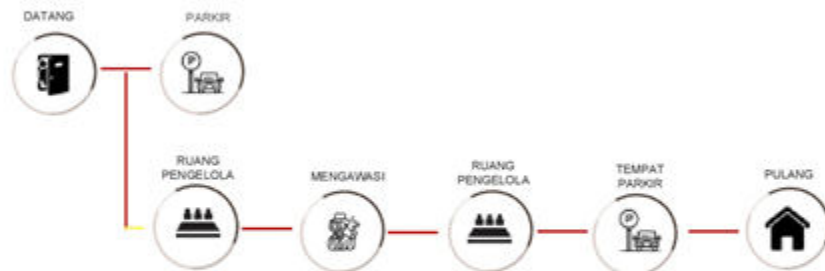 DATANG
PARKIR
P
RUANG
PENGELOLA
MENGAWASI
RUANG
PENGELOLA
TEMPAT
PARKIR
P
PULANG